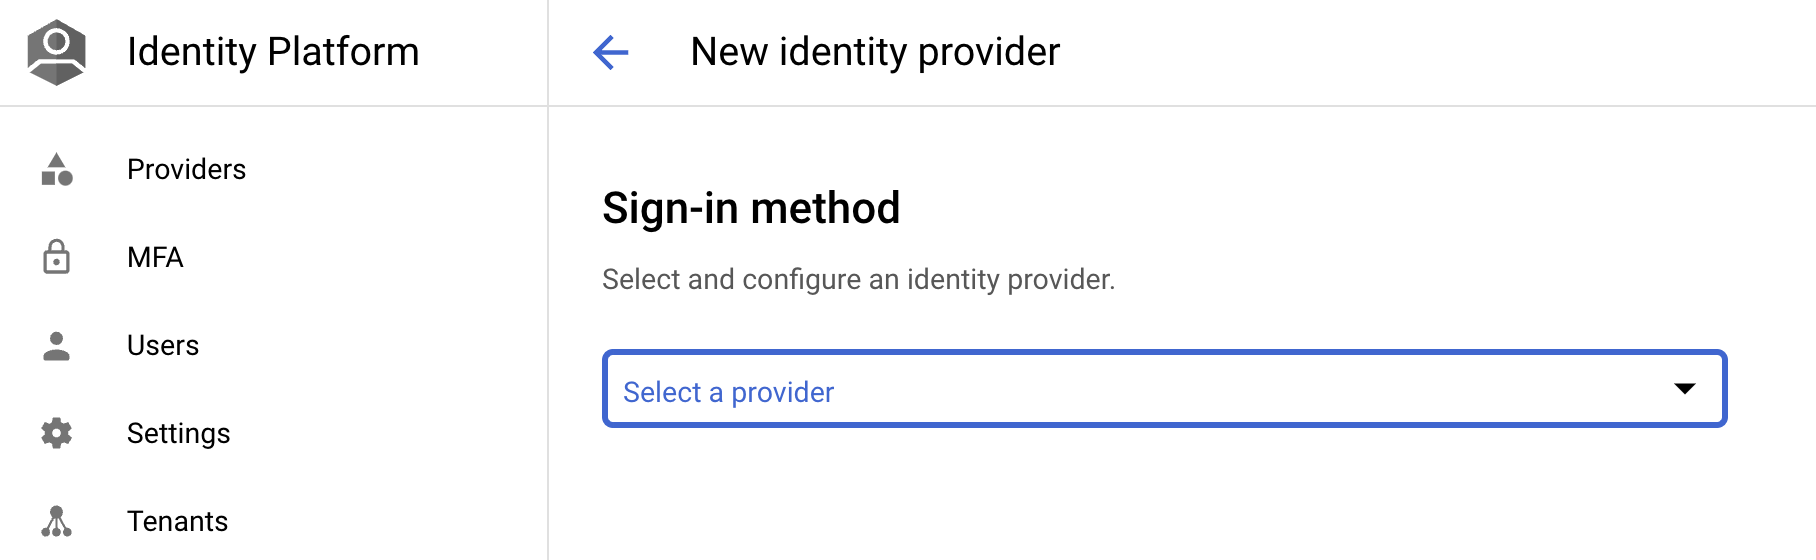 Identity Platform
New identity provider
Providers
MFA
Users
Settings
Tenants
Sign-in method
Select and configure an identity provider.
Select a provider